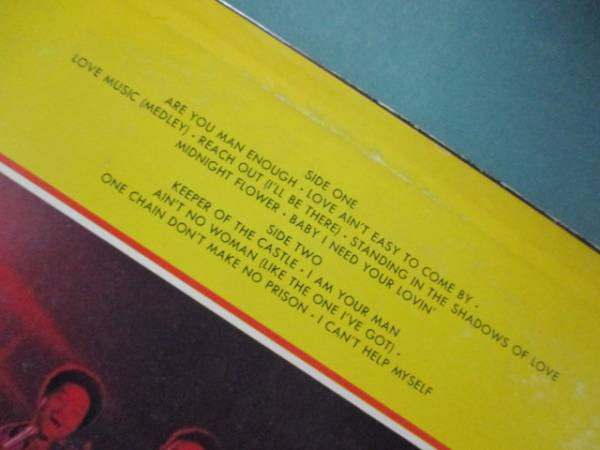 SIDE ONE
ARE YOU MAN ENOUGH · LOVE AIN'T EASY TO COME BY ·
LOVE MUSIC (MEDLEY) · REACH OUT (I'LL BE THERE) · STANDING IN THE SHADOWS OF LOVE
MIDNIGHT FLOWER · BABY I NEED YOUR LOVIN'
SIDE TWO
KEEPER OF THE CASTLE · I AM YOUR MAN
AIN'T NO WOMAN (LIKE THE ONE I'VE GOT) ·
ONE CHAIN DON'T MAKE NO PRISON · I CAN'T HELP MYSELF